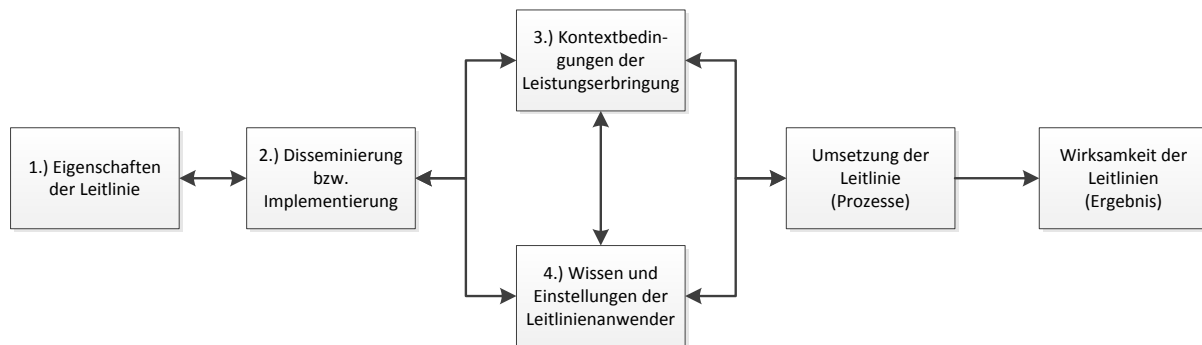 1.) Eigenschaften
der Leitlinie
2.) Disseminierung
bzw.
Implementierung
3.) Kontextbedin-
gungen der
Leistungserbringung
4.) Wissen und
Einstellungen der
Leitlinienanwender
Umsetzung der
Leitlinie
(Prozesse)
Wirksamkeit der
Leitlinien
(Ergebnis)